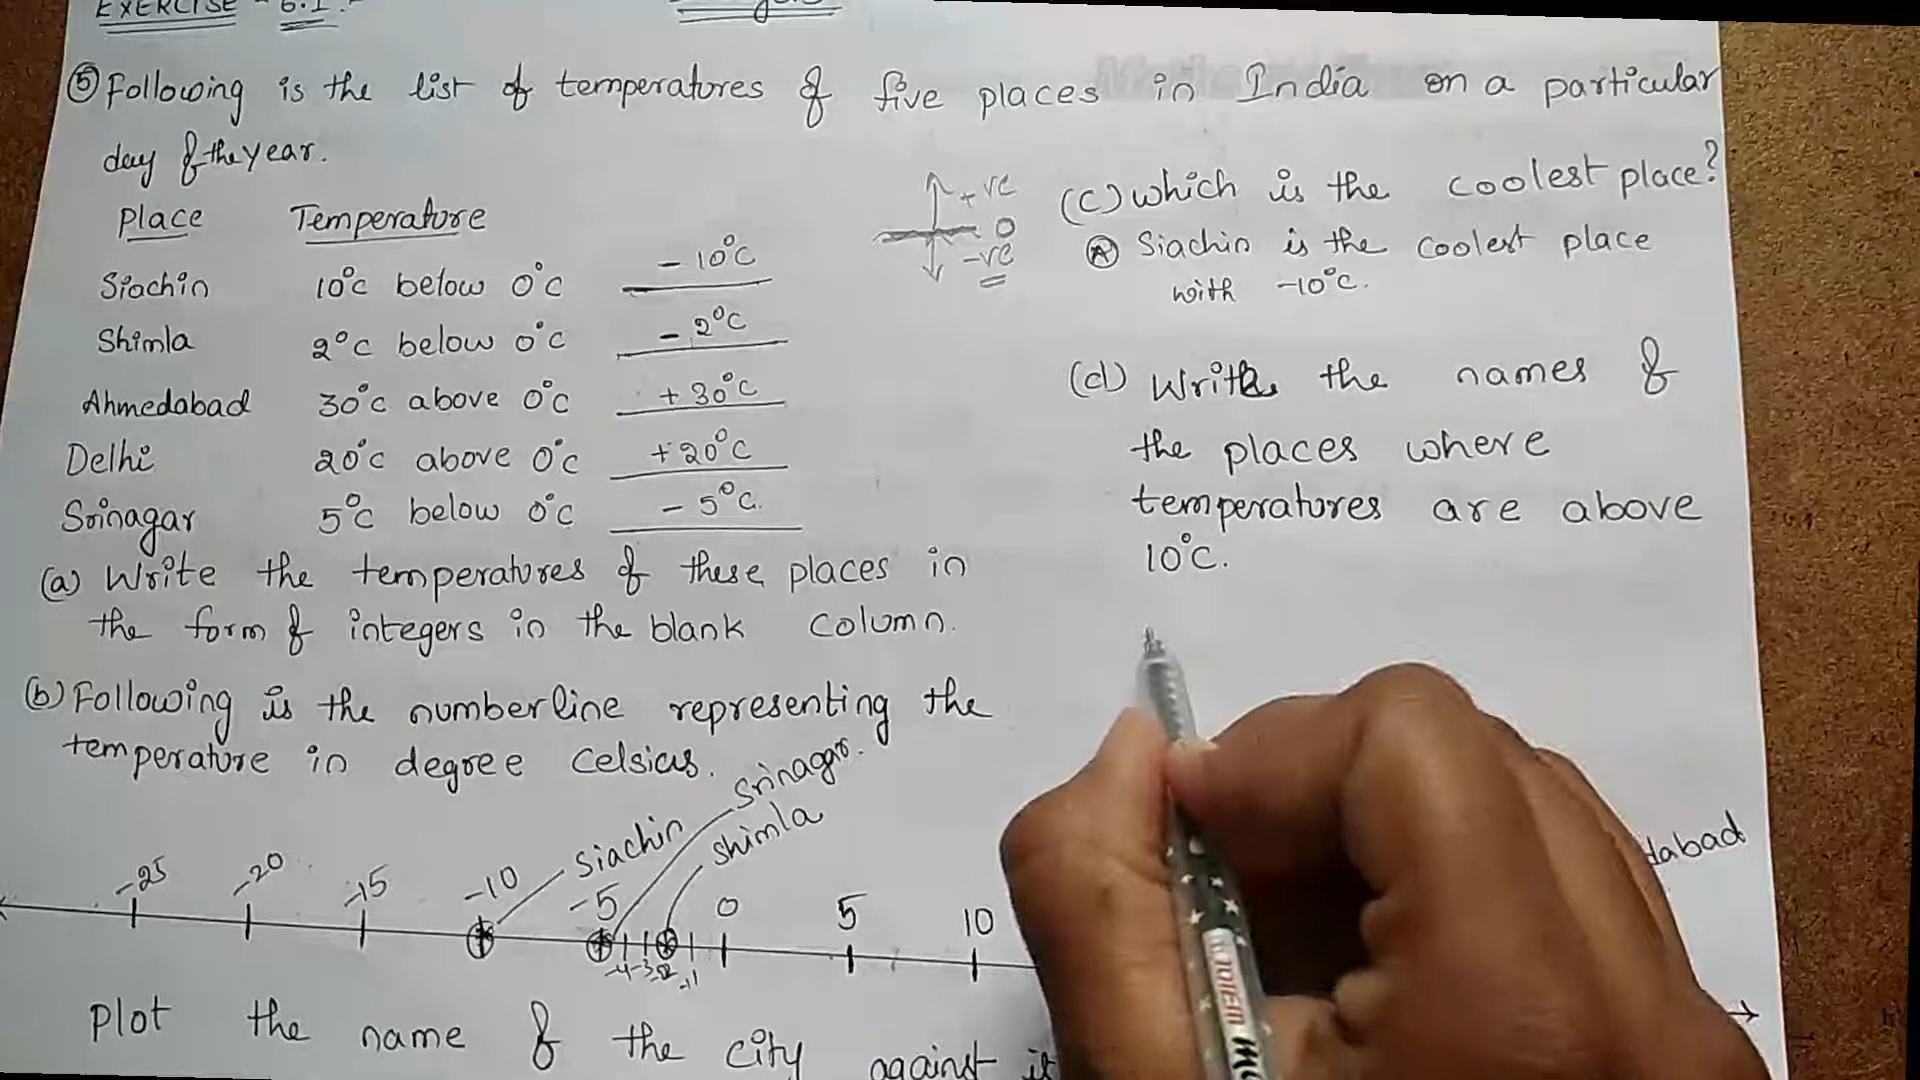 EXERCISE - 6.1
⑤ Following is the list of temperatures of five places in India on a particular
day of the year.
Place Temperature
Siachin 10°c below 0°c -10°c
Shimla 2°c below 0°c -2°c
Ahmedabad 30°c above 0°c +30°c
Delhi 20°c above 0°c +20°c
Srinagar 5°c below 0°c -5°c.
(a) Write the temperatures of these places in
the form of integers in the blank column.
(b) Following is the numberline representing the
temperature in degree Celsius.
Siachin Srinagar.
Shimla
-25 -20 -15 -10 -5 -4 -3 -2 -1 0 5 10
dabad
Plot the name of the city against it
+ve
0
-ve
(c) Which is the coolest place?
Ⓐ Siachin is the coolest place
with -10°c.
(d) Write the names of
the places where
temperatures are above
10°c.